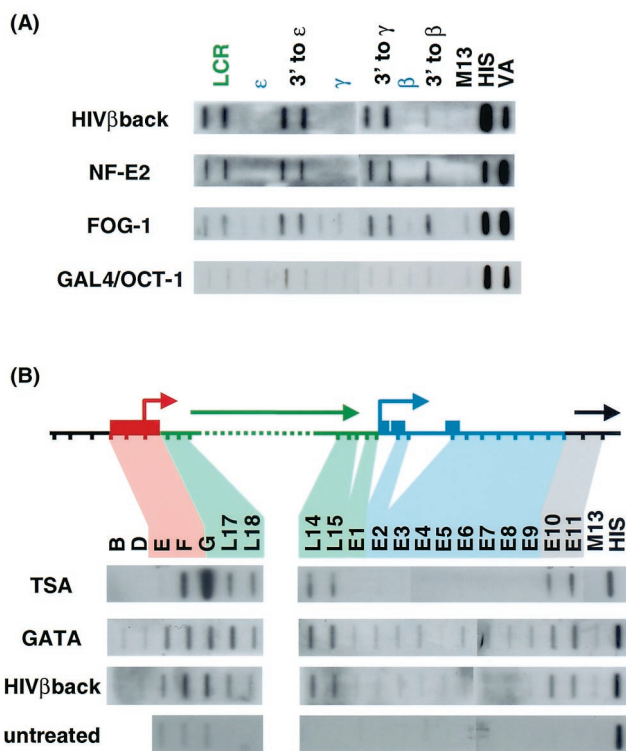 (A)
LCR ε 3' to ε γ 3' to γ β 3' to β M13 HIS VA
HIVβback
NF-E2
FOG-1
GAL4/OCT-1
(B)
B D E F G L17 L18 L14 L15 E1 E2 E3 E4 E5 E6 E7 E8 E9 E10 E11 M13 HIS
TSA
GATA
HIVβback
untreated